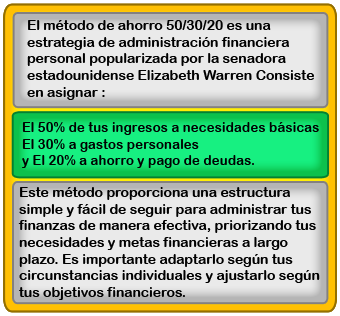 El método de ahorro 50/30/20 es una
estrategia de administración financiera
personal popularizada por la senadora
estadounidense Elizabeth Warren Consiste
en asignar :
El 50% de tus ingresos a necesidades básicas
El 30% a gastos personales
y El 20% a ahorro y pago de deudas.
Este método proporciona una estructura
simple y fácil de seguir para administrar tus
finanzas de manera efectiva, priorizando tus
necesidades y metas financieras a largo
plazo. Es importante adaptarlo según tus
circunstancias individuales y ajustarlo según
tus objetivos financieros.